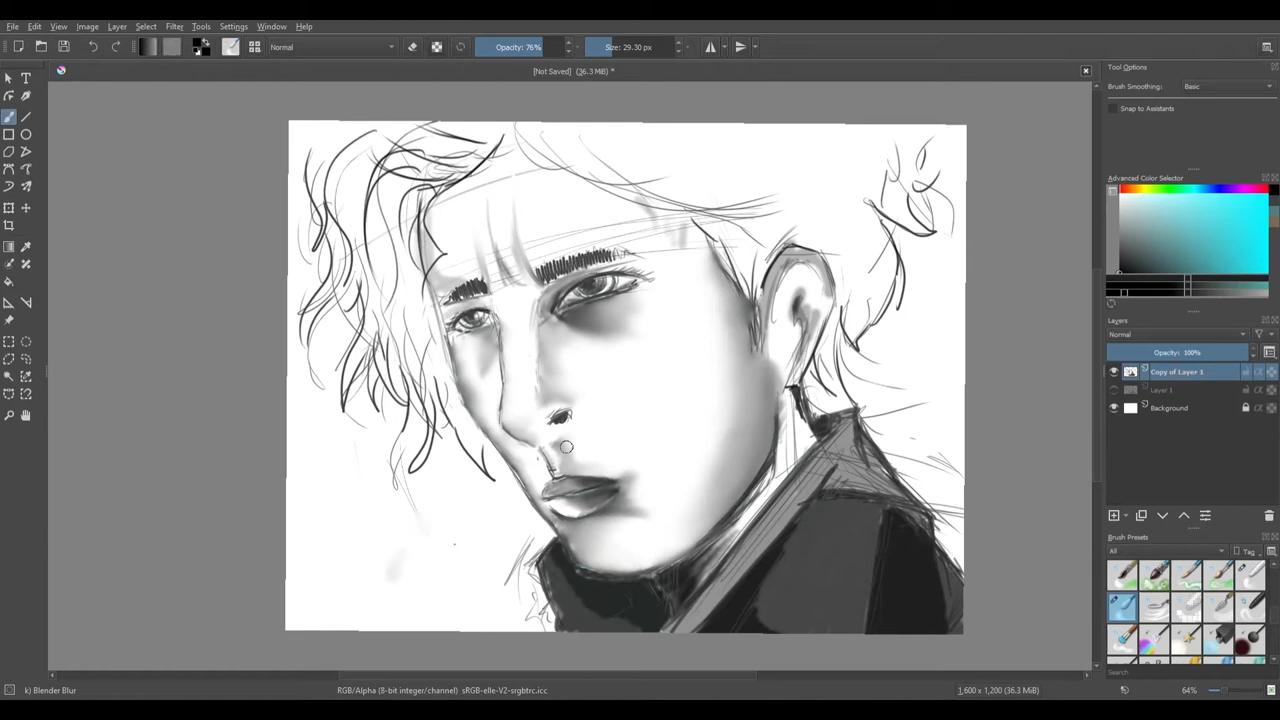 File Edit View Image Layer Select Filter Tools Settings Window Help
Normal Opacity: 76% Size: 29.30 px
[Not Saved] (36.3 MiB) *
Tool Options
Brush Smoothing: Basic
Snap to Assistants
Advanced Color Selector
Layers
Normal
Opacity: 100%
Copy of Layer 1
Layer 1
Background
Brush Presets
All Tag
Search
k) Blender Blur RGB/Alpha (8-bit integer/channel) sRGB-elle-V2-srgbtrc.icc 1,600 x 1,200 (36.3 MiB) 64%